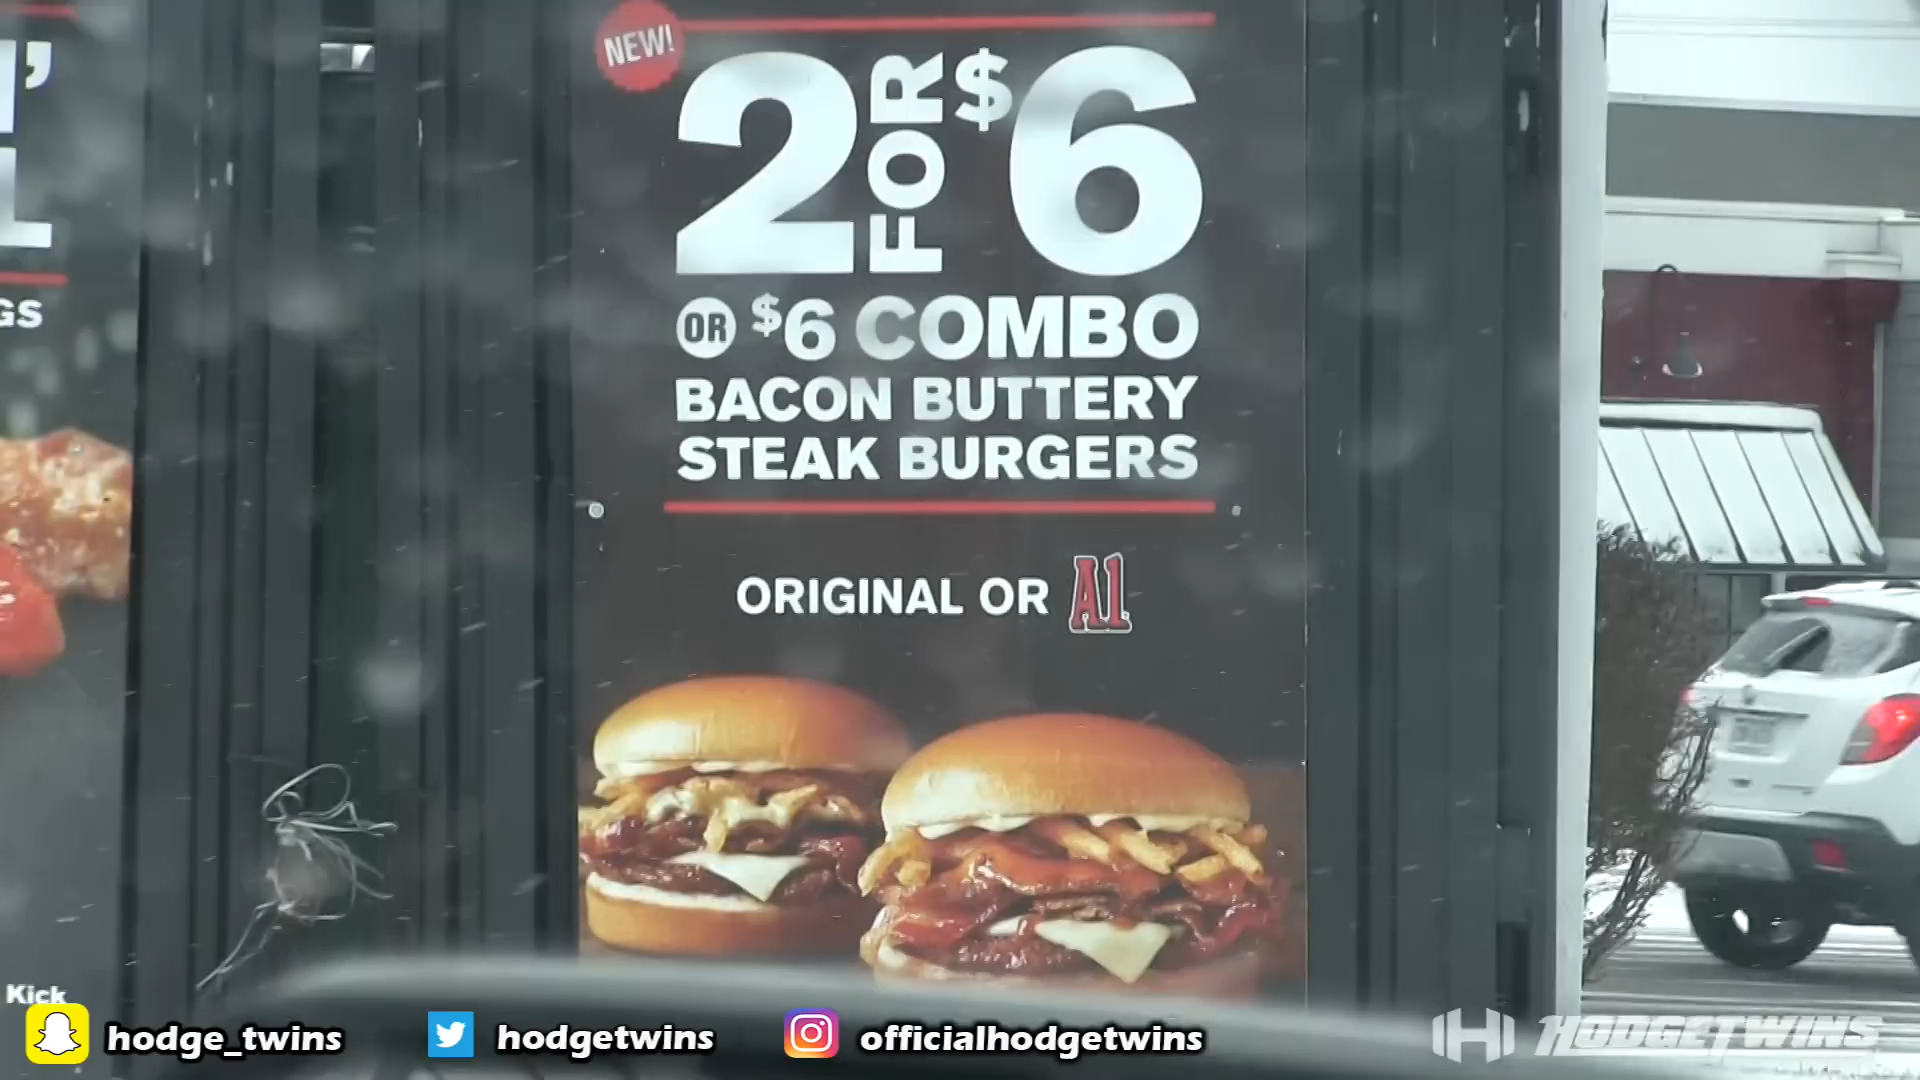 NEW!
2 FOR $6
OR $6 COMBO
BACON BUTTERY
STEAK BURGERS
ORIGINAL OR A1
GS
Kick
hodge_twins
hodgetwins
officialhodgetwins
HODGETWINS